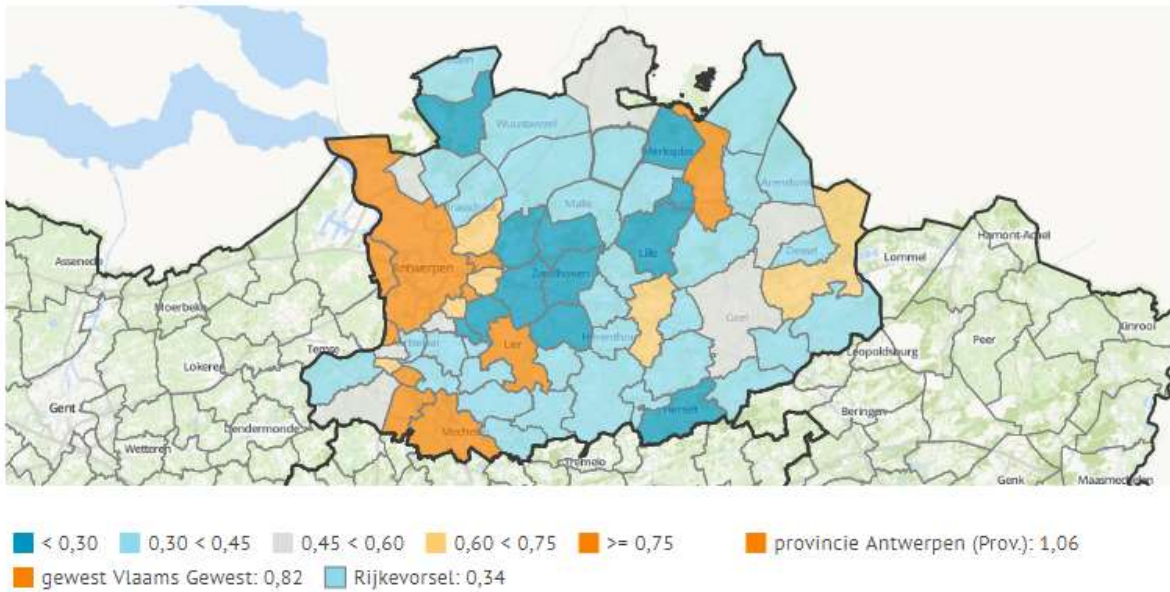 Wuustwezel
Merksplas
Arendonk
Malle
Brasschaat
Assenede
Antwerpen
Zandhoven
Lille
Dessel
Lommel
Hamont-Achel
Moerbeke
Temse
Lier
Herenthout
Geel
Peer
Kinrooi
Lokeren
Leopoldsburg
Gent
Dendermonde
Mechelen
Herselt
Beringen
Wetteren
Tremelo
Genk
Maasmechelen
< 0,30 0,30 < 0,45 0,45 < 0,60 0,60 < 0,75 >= 0,75 provincie Antwerpen (Prov.): 1,06
gewest Vlaams Gewest: 0,82 Rijkevorsel: 0,34